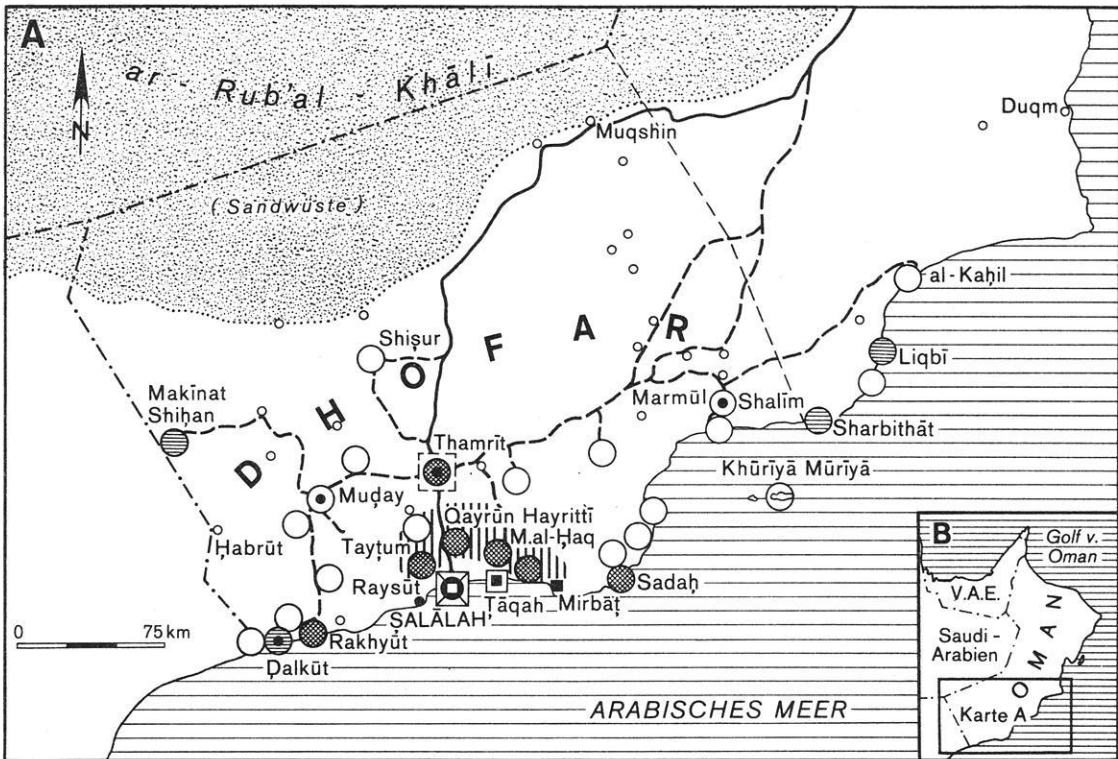 A
N
ar - Rub'al - Khālī
(Sandwüste)
Muqshin
Duqm
al-Kaḥil
Shiṣur
D H O F A R
Liqbī
Makīnat
Shiḥan
Marmūl
Shalīm
Sharbithāt
Thamrīt
Khūrīyā Mūrīyā
Muḍay
Qayrūn Hayrittī
M.al-Ḥaq
Ḥabrūt
Tayṭum
Raysūt
ṢALĀLAH
Ṭāqah
Mirbāṭ
Sadaḥ
0 75 km
Rakhyūt
Ḍalkūt
ARABISCHES MEER
B
Golf v.
Oman
V.A.E.
Saudi-
Arabien
OMAN
Karte A